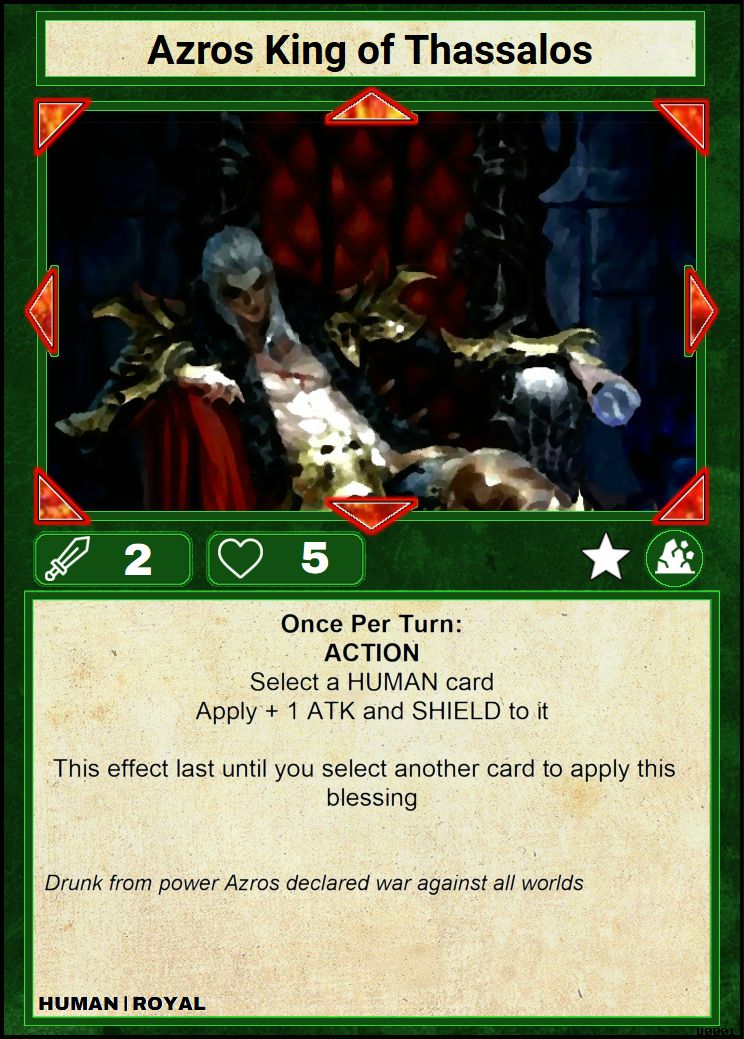 Azros King of Thassalos
2
5
Once Per Turn:
ACTION
Select a HUMAN card
Apply + 1 ATK and SHIELD to it
This effect last until you select another card to apply this
blessing
Drunk from power Azros declared war against all worlds
HUMAN|ROYAL
U0001